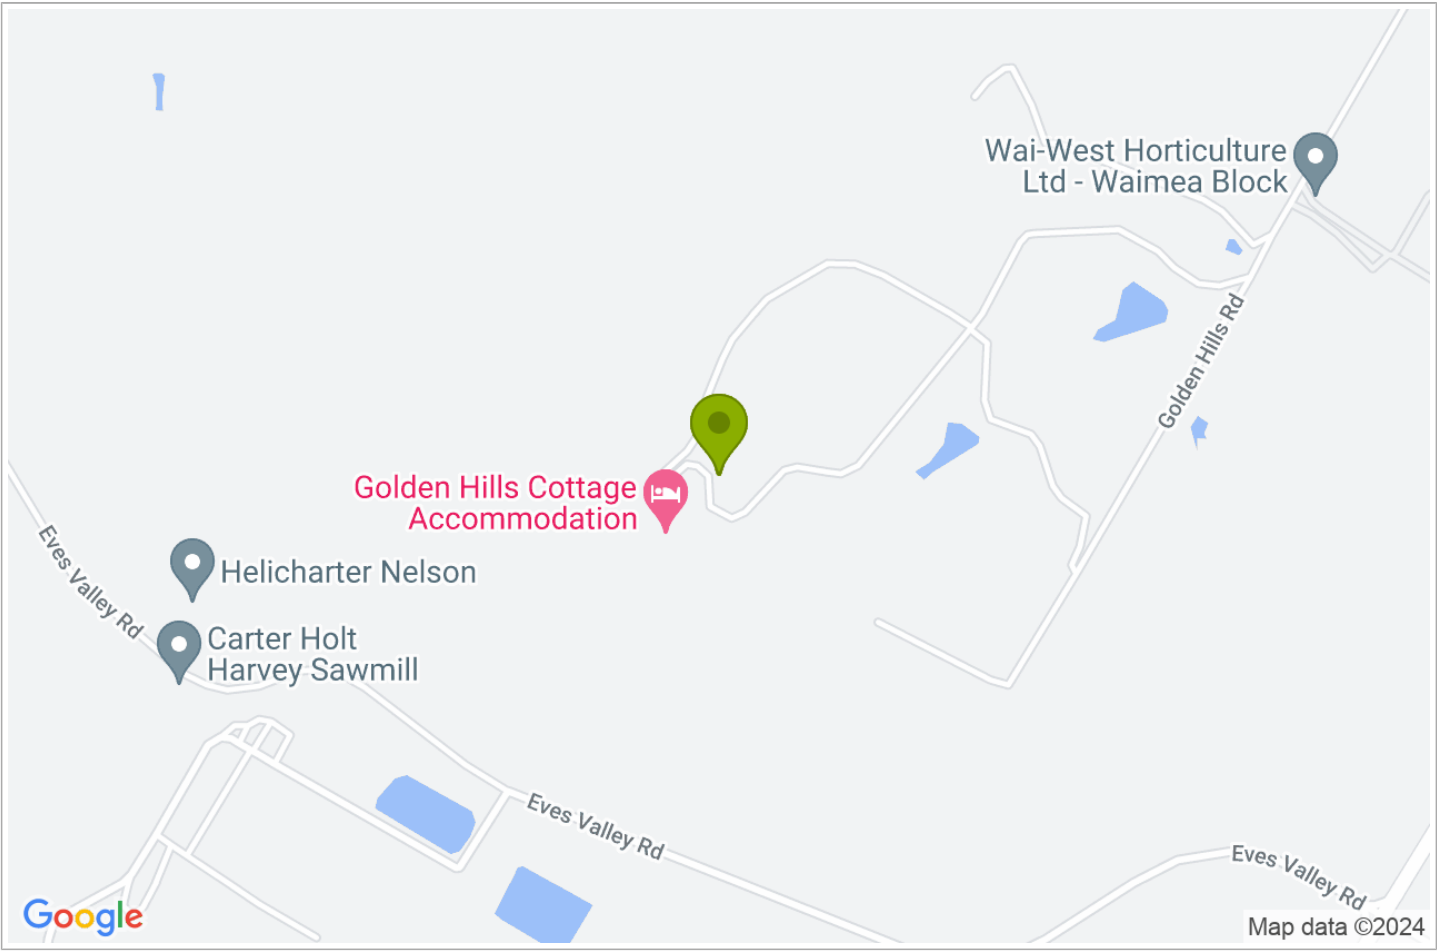 Wai-West Horticulture
Ltd - Waimea Block
Golden Hills Rd
Golden Hills Cottage
Accommodation
Eves Valley Rd
Helicharter Nelson
Carter Holt
Harvey Sawmill
Eves Valley Rd
Eves Valley Rd
Google
Map data ©2024